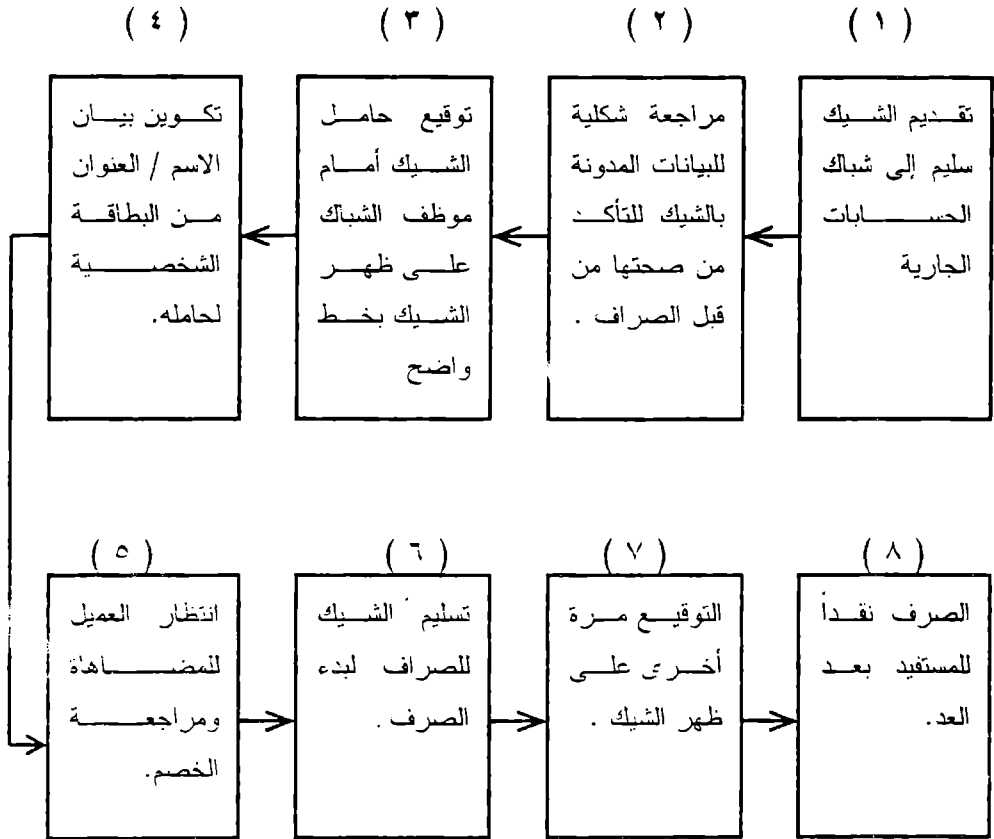 ( ١ )
تقديم الشيك
سليم إلى شباك
الحسابات
الجارية
( ٢ )
مراجعة شكلية
للبيانات المدونة
بالشيك للتأكد
من صحتها من
قبل الصراف .
( ٣ )
توقيع حامل
الشيك أمام
موظف الشباك
على ظهر
الشيك بخط
واضح
( ٤ )
تكوين بيان
الاسم / العنوان
من البطاقة
الشخصية
لحامله.
( ٥ )
انتظار العميل
للمضاهاة
ومراجعة
الخصم.
( ٦ )
تسليم الشيك
للصراف لبدء
الصرف .
( ٧ )
التوقيع مرة
أخرى على
ظهر الشيك .
( ٨ )
الصرف نقداً
للمستفيد بعد
العد.